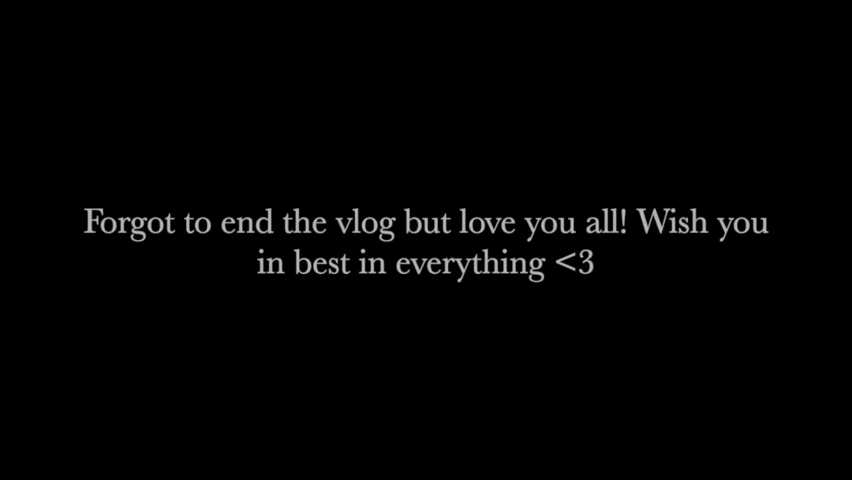 Forgot to end the vlog but love you all! Wish you
in best in everything <3